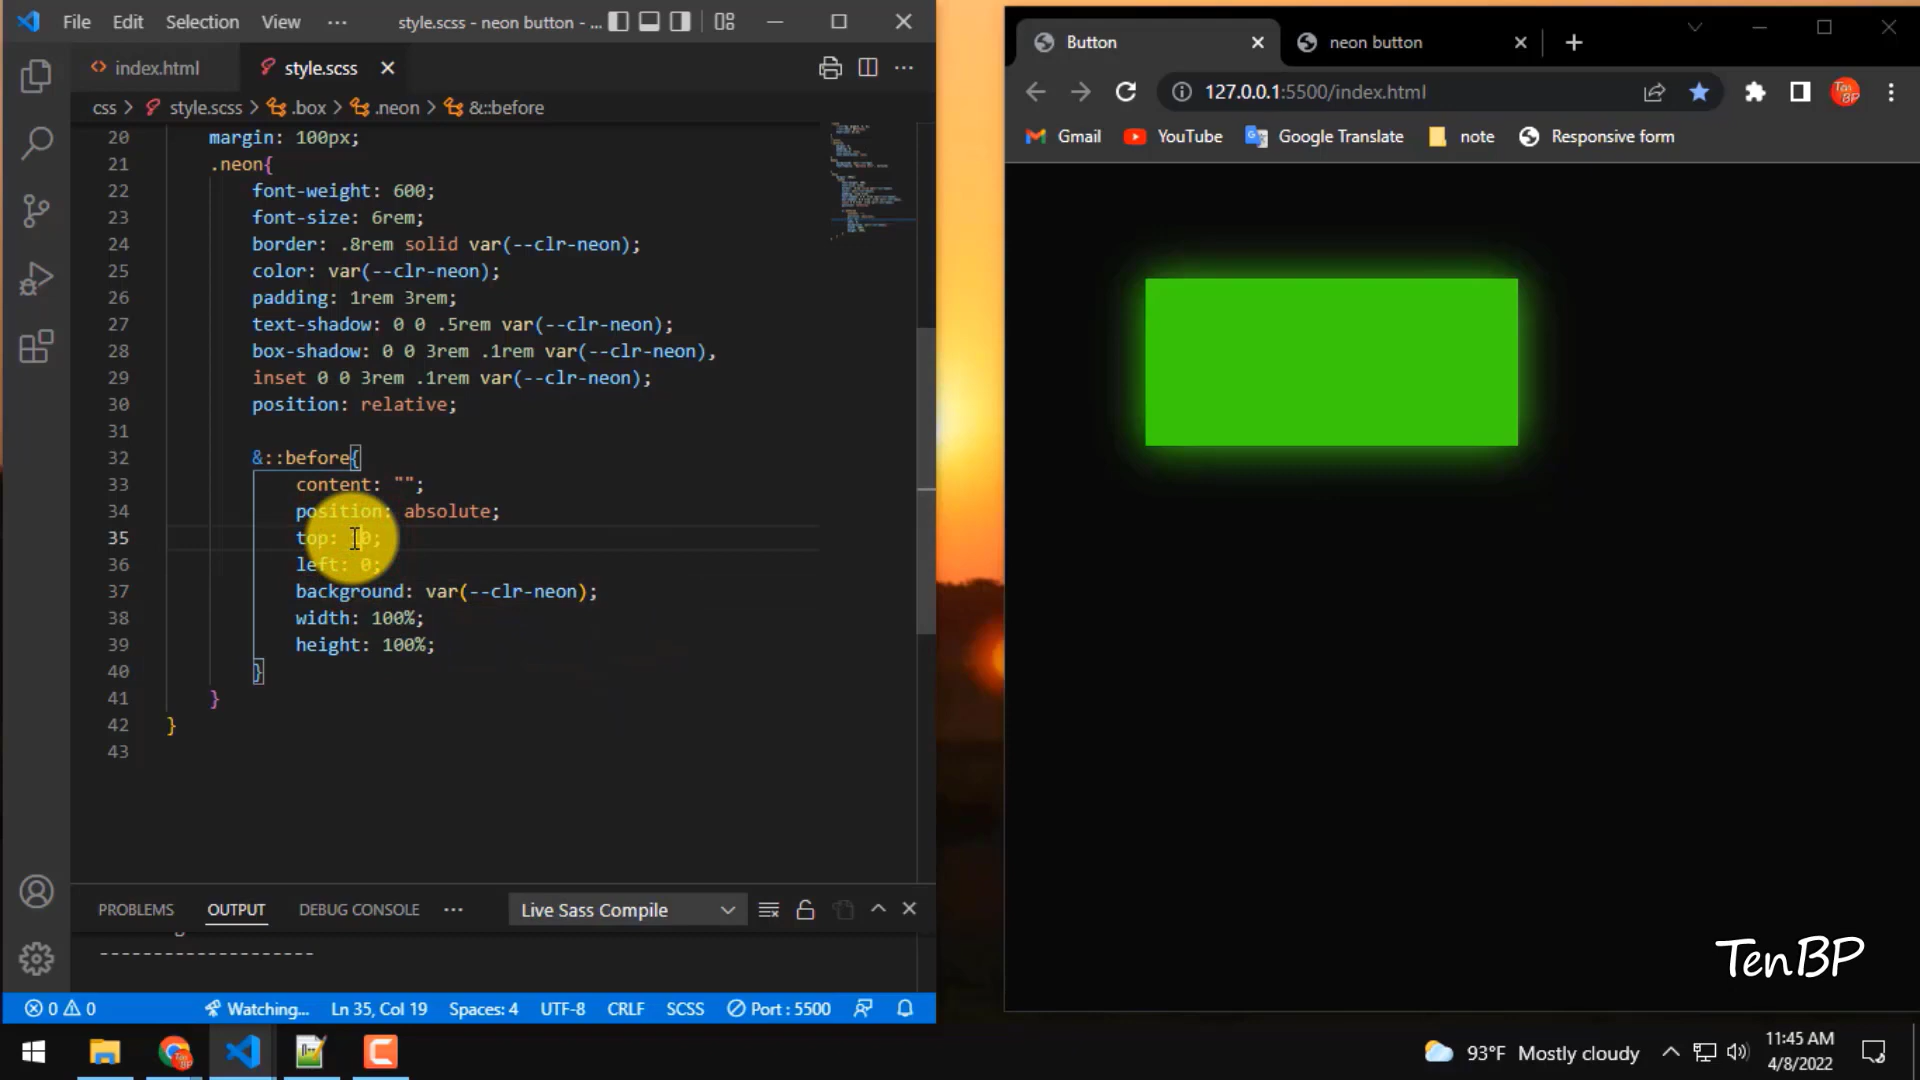 File Edit Selection View ··· style.scss - neon button - ...
index.html style.scss
css > style.scss > .box > .neon > &::before
20 margin: 100px;
21 .neon{
22 font-weight: 600;
23 font-size: 6rem;
24 border: .8rem solid var(--clr-neon);
25 color: var(--clr-neon);
26 padding: 1rem 3rem;
27 text-shadow: 0 0 .5rem var(--clr-neon);
28 box-shadow: 0 0 3rem .1rem var(--clr-neon),
29 inset 0 0 3rem .1rem var(--clr-neon);
30 position: relative;
31
32 &::before{
33 content: "";
34 position: absolute;
35 top: 10;
36 left: 0;
37 background: var(--clr-neon);
38 width: 100%;
39 height: 100%;
40 }
41 }
42 }
43
PROBLEMS OUTPUT DEBUG CONSOLE ··· Live Sass Compile
--------------------
0 0 Watching... Ln 35, Col 19 Spaces: 4 UTF-8 CRLF SCSS Port : 5500
Button neon button
127.0.0.1:5500/index.html
Gmail YouTube Google Translate note Responsive form
TenBP
93°F Mostly cloudy
11:45 AM
4/8/2022